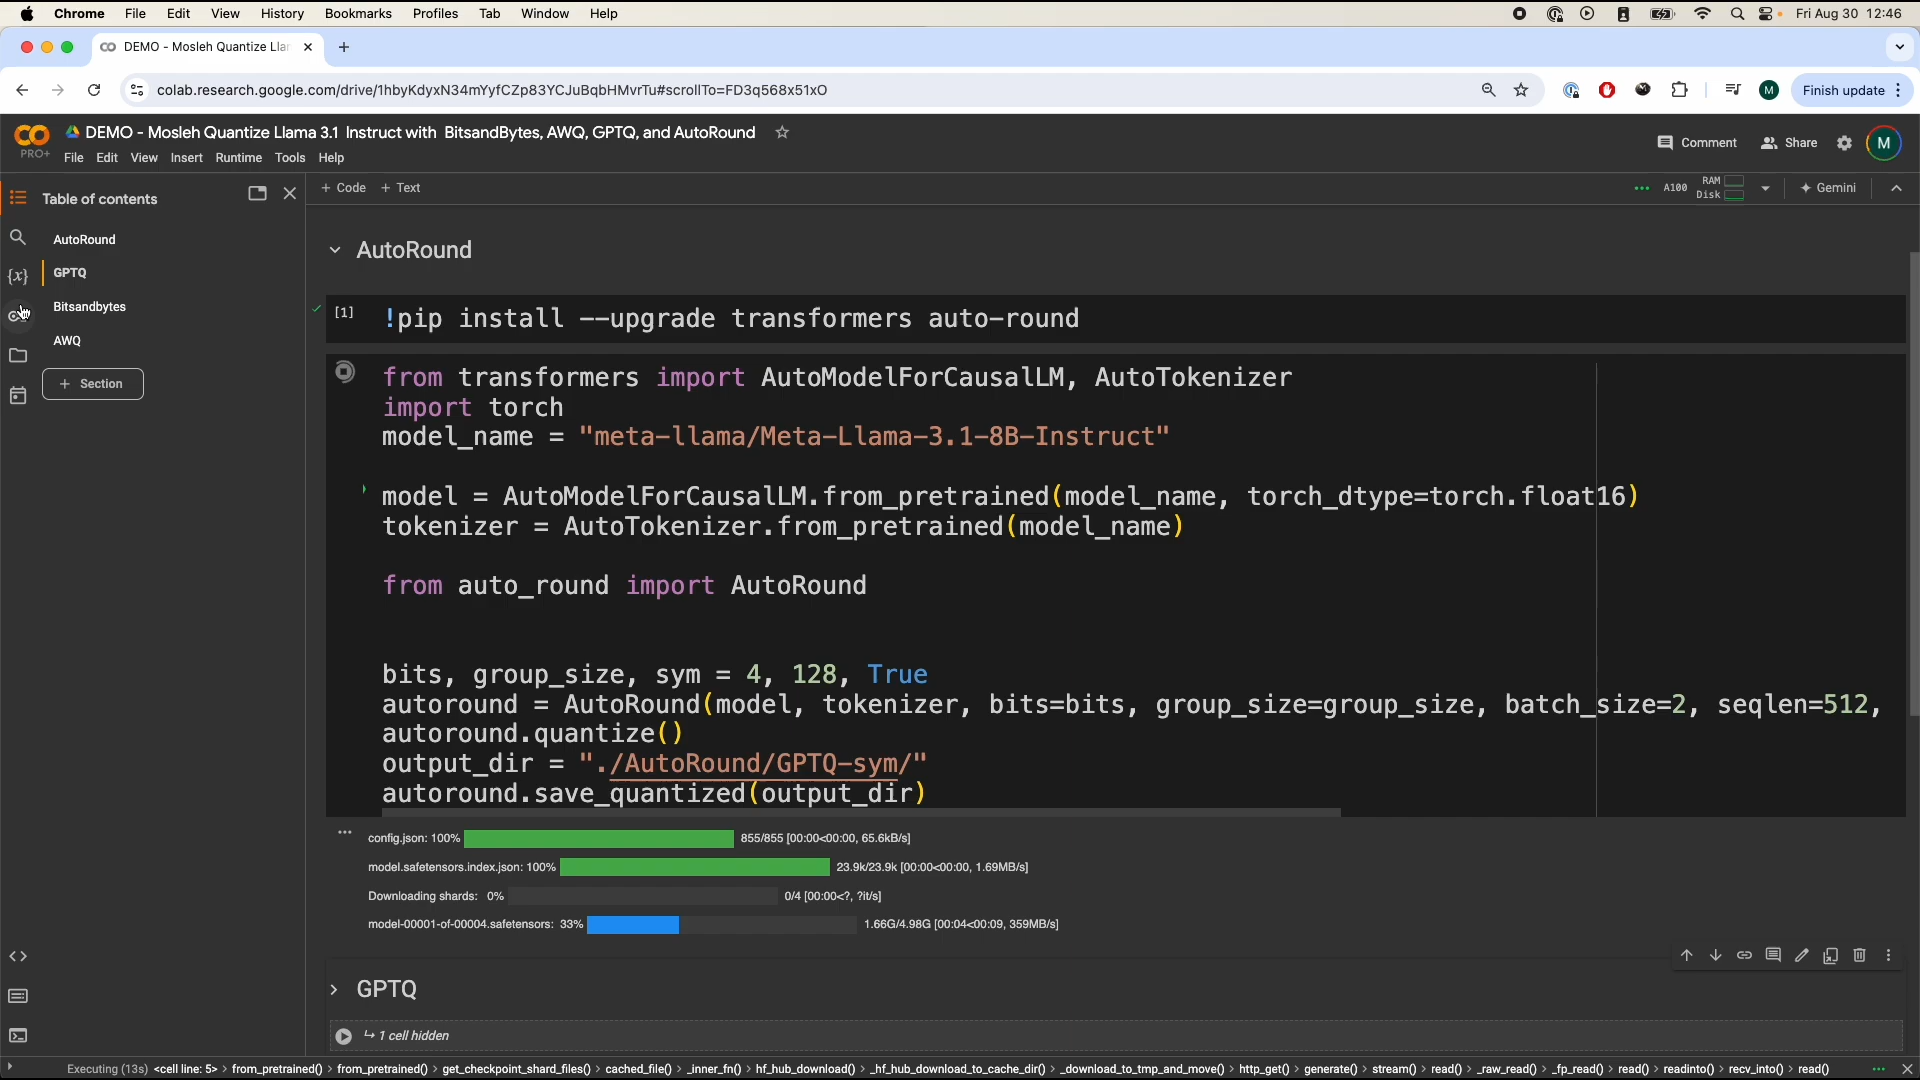 Chrome File Edit View History Bookmarks Profiles Tab Window Help Fri Aug 30 12:46
DEMO - Mosleh Quantize Llam
colab.research.google.com/drive/1hbyKdyxN34mYyfCZp83YCJuBqbHMvrTu#scrollTo=FD3q568x51xO M Finish update
DEMO - Mosleh Quantize Llama 3.1 Instruct with BitsandBytes, AWQ, GPTQ, and AutoRound
PRO+ File Edit View Insert Runtime Tools Help Comment Share M
Table of contents + Code + Text A100 RAM Disk Gemini
AutoRound
GPTQ
Bitsandbytes
AWQ
+ Section
AutoRound
[1] !pip install --upgrade transformers auto-round
from transformers import AutoModelForCausalLM, AutoTokenizer
import torch
model_name = "meta-llama/Meta-Llama-3.1-8B-Instruct"
model = AutoModelForCausalLM.from_pretrained(model_name, torch_dtype=torch.float16)
tokenizer = AutoTokenizer.from_pretrained(model_name)
from auto_round import AutoRound
bits, group_size, sym = 4, 128, True
autoround = AutoRound(model, tokenizer, bits=bits, group_size=group_size, batch_size=2, seqlen=512,
autoround.quantize()
output_dir = "./AutoRound/GPTQ-sym/"
autoround.save_quantized(output_dir)
config.json: 100% 855/855 [00:00<00:00, 65.6kB/s]
model.safetensors.index.json: 100% 23.9k/23.9k [00:00<00:00, 1.69MB/s]
Downloading shards: 0% 0/4 [00:00<?, ?it/s]
model-00001-of-00004.safetensors: 33% 1.66G/4.98G [00:04<00:09, 359MB/s]
GPTQ
↳ 1 cell hidden
Executing (13s) <cell line: 5> > from_pretrained() > from_pretrained() > get_checkpoint_shard_files() > cached_file() > _inner_fn() > hf_hub_download() > _hf_hub_download_to_cache_dir() > _download_to_tmp_and_move() > http_get() > generate() > stream() > read() > _raw_read() > _fp_read() > read() > readinto() > recv_into() > read()